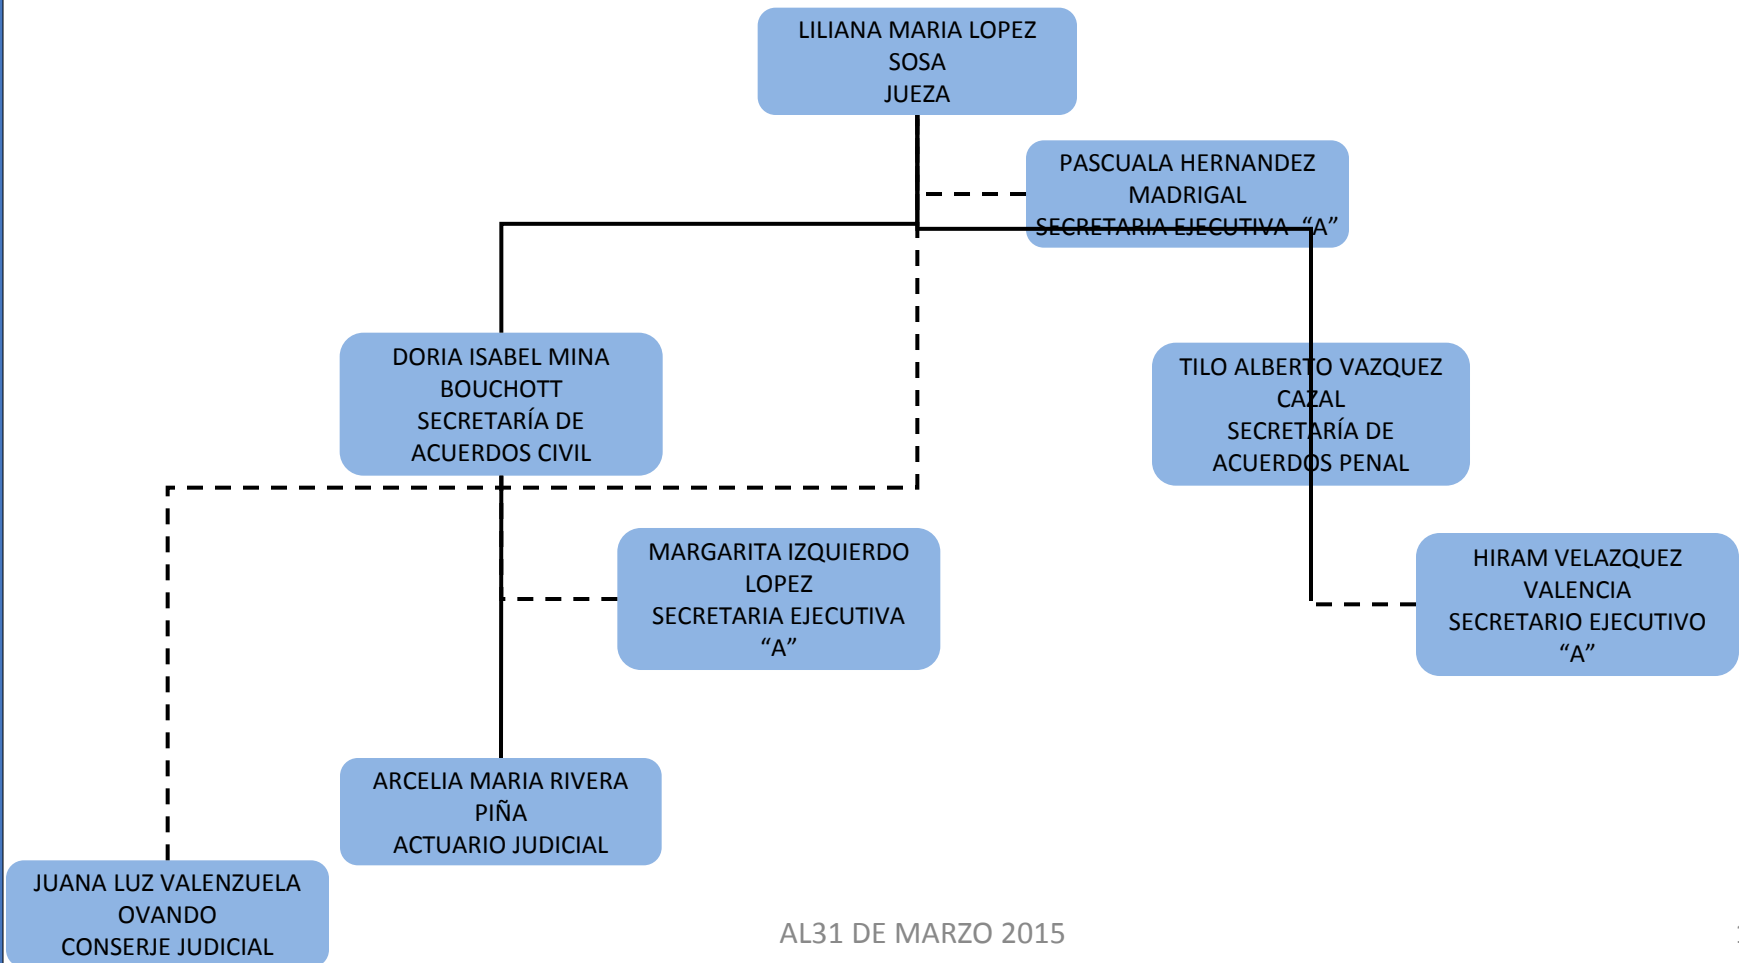 LILIANA MARIA LOPEZ
SOSA
JUEZA
PASCUALA HERNANDEZ
MADRIGAL
SECRETARIA EJECUTIVA “A”
DORIA ISABEL MINA
BOUCHOTT
SECRETARÍA DE
ACUERDOS CIVIL
TILO ALBERTO VAZQUEZ
CAZAL
SECRETARÍA DE
ACUERDOS PENAL
MARGARITA IZQUIERDO
LOPEZ
SECRETARIA EJECUTIVA
“A”
HIRAM VELAZQUEZ
VALENCIA
SECRETARIO EJECUTIVO
“A”
ARCELIA MARIA RIVERA
PIÑA
ACTUARIO JUDICIAL
JUANA LUZ VALENZUELA
OVANDO
CONSERJE JUDICIAL
AL31 DE MARZO 2015